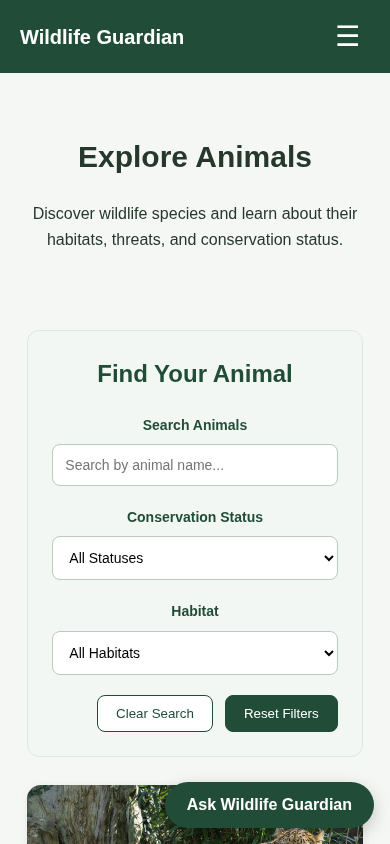 Wildlife Guardian
☰
Explore Animals
Discover wildlife species and learn about their
habitats, threats, and conservation status.
Find Your Animal
Search Animals
Search by animal name...
Conservation Status
All Statuses
Habitat
All Habitats
Clear Search
Reset Filters
Ask Wildlife Guardian